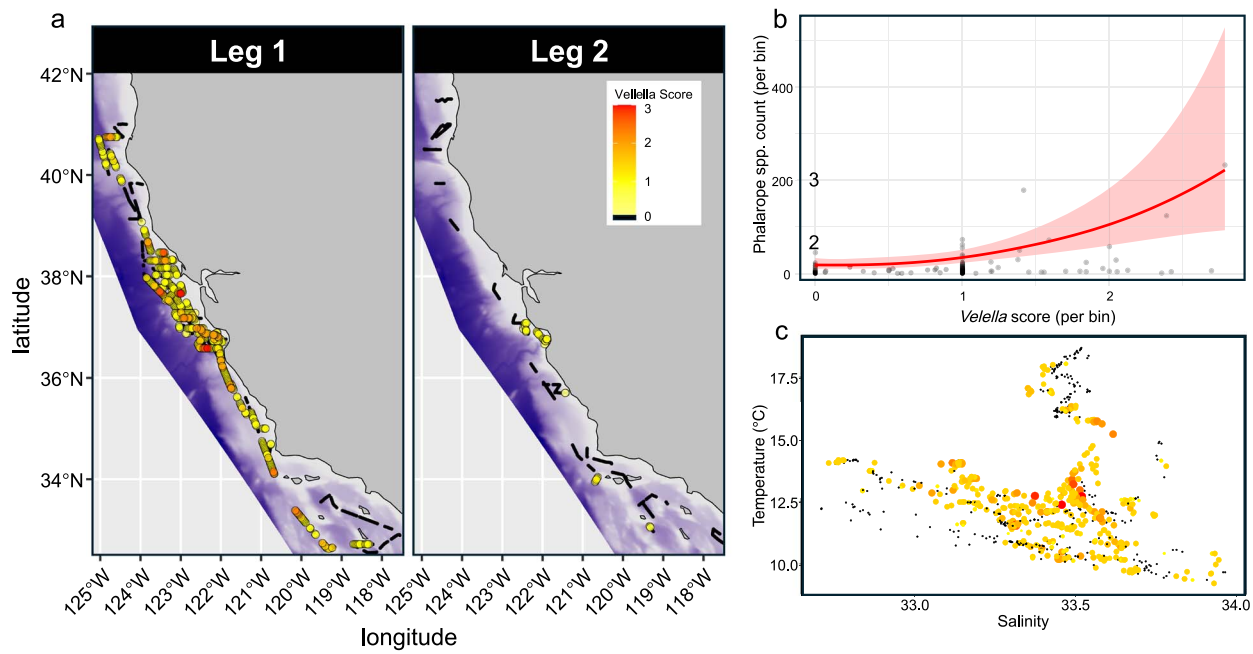 a
Leg 1
Leg 2
42°N
40°N
38°N
36°N
34°N
latitude
Vellella Score
3
2
1
0
125°W
124°W
123°W
122°W
121°W
120°W
119°W
118°W
125°W
124°W
123°W
122°W
121°W
120°W
119°W
118°W
longitude
b
Phalarope spp. count (per bin)
400
200
0
3
2
0
1
2
Velella score (per bin)
c
Temperature (°C)
17.5
15.0
12.5
10.0
33.0
33.5
34.0
Salinity